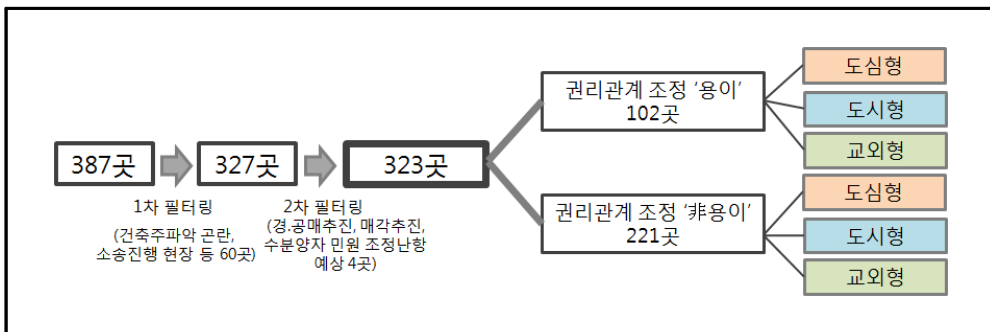 387곳
327곳
323곳
1차 필터링
(건축주파악 곤란,
소송진행 현장 등 60곳)
2차 필터링
(경.공매추진, 매각추진,
수분양자 민원 조정난항
예상 4곳)
권리관계 조정 ‘용이’
102곳
도심형
도시형
교외형
권리관계 조정 ‘非용이’
221곳
도심형
도시형
교외형